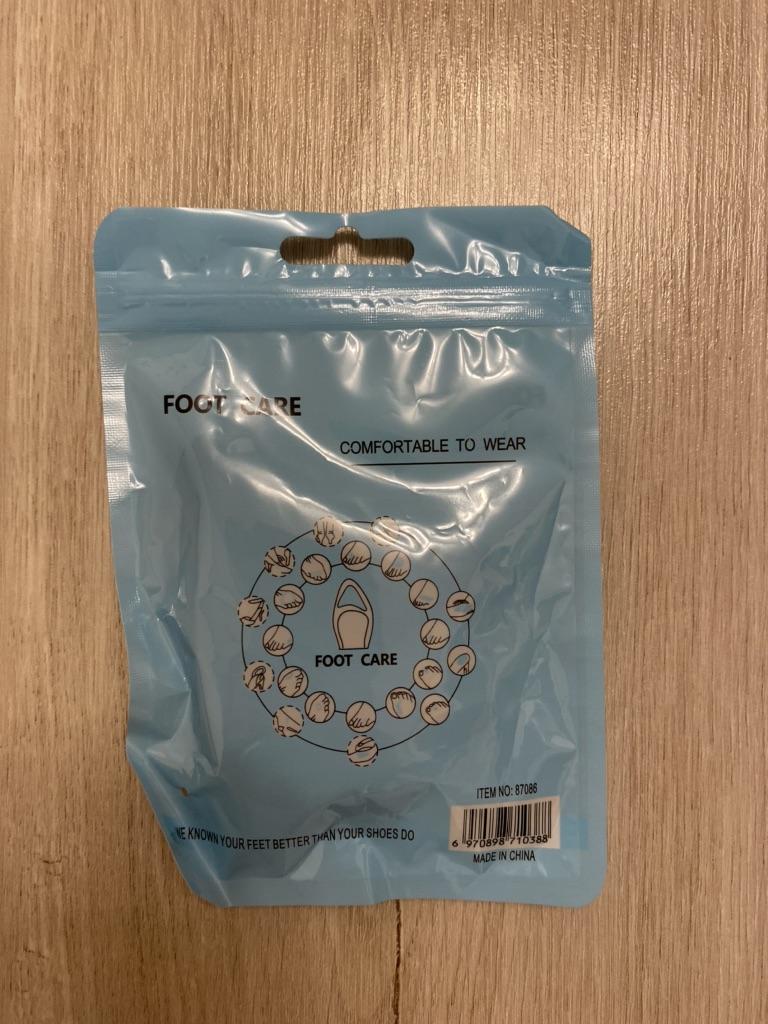 FOOT CARE
COMFORTABLE TO WEAR
FOOT CARE
ITEM NO: 87086
6 970898 710388
MADE IN CHINA
WE KNOWN YOUR FEET BETTER THAN YOUR SHOES DO